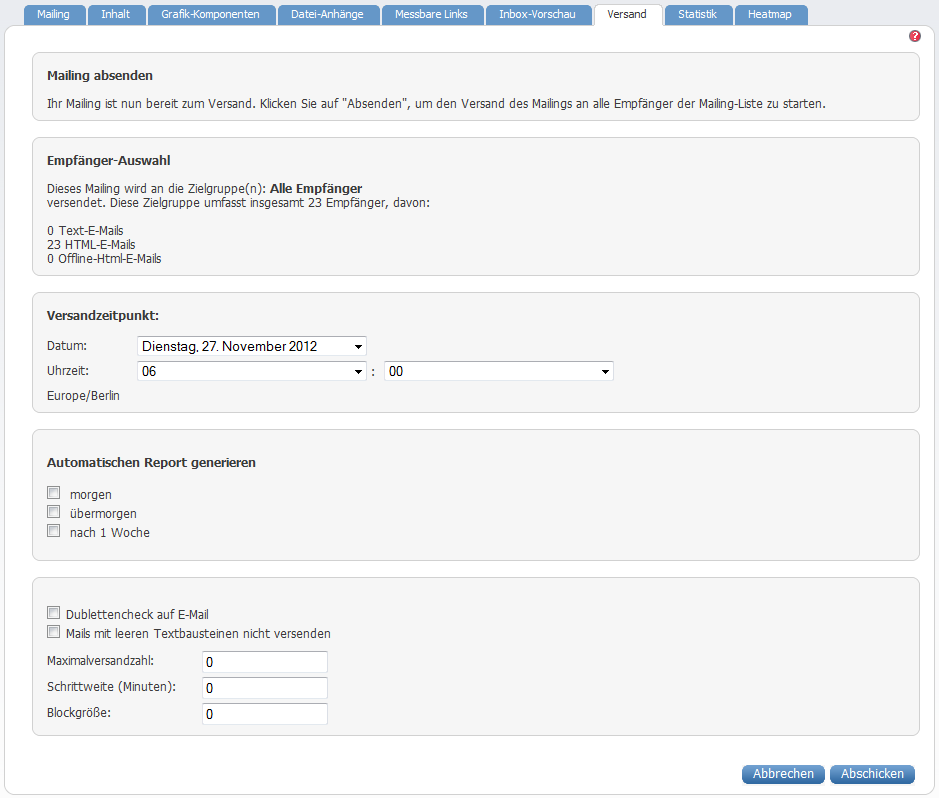 Mailing Inhalt Grafik-Komponenten Datei-Anhänge Messbare Links Inbox-Vorschau Versand Statistik Heatmap
?
Mailing absenden
Ihr Mailing ist nun bereit zum Versand. Klicken Sie auf "Absenden", um den Versand des Mailings an alle Empfänger der Mailing-Liste zu starten.
Empfänger-Auswahl
Dieses Mailing wird an die Zielgruppe(n): Alle Empfänger
versendet. Diese Zielgruppe umfasst insgesamt 23 Empfänger, davon:
0 Text-E-Mails
23 HTML-E-Mails
0 Offline-Html-E-Mails
Versandzeitpunkt:
Datum: Dienstag, 27. November 2012
Uhrzeit: 06 : 00
Europe/Berlin
Automatischen Report generieren
morgen
übermorgen
nach 1 Woche
Dublettencheck auf E-Mail
Mails mit leeren Textbausteinen nicht versenden
Maximalversandzahl: 0
Schrittweite (Minuten): 0
Blockgröße: 0
Abbrechen Abschicken